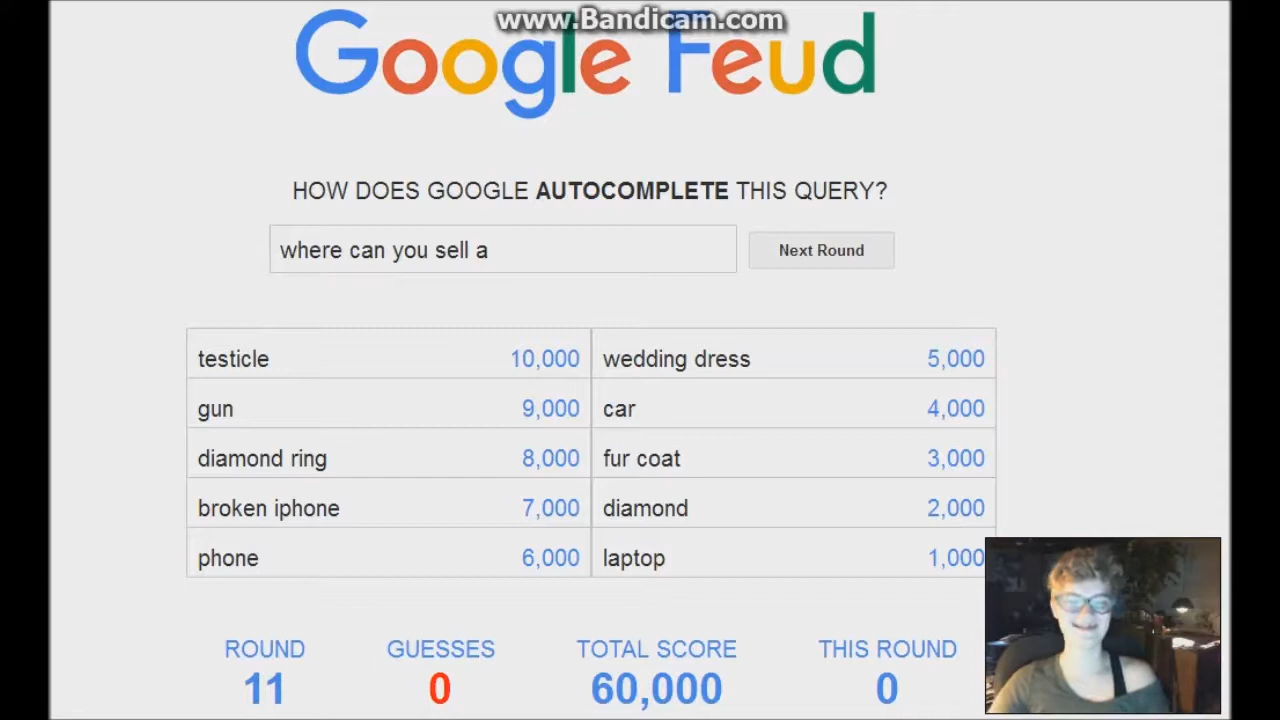 www.Bandicam.com
Google Feud
HOW DOES GOOGLE AUTOCOMPLETE THIS QUERY?
where can you sell a
Next Round
testicle 10,000 wedding dress 5,000
gun 9,000 car 4,000
diamond ring 8,000 fur coat 3,000
broken iphone 7,000 diamond 2,000
phone 6,000 laptop 1,000
ROUND GUESSES TOTAL SCORE THIS ROUND
11 0 60,000 0